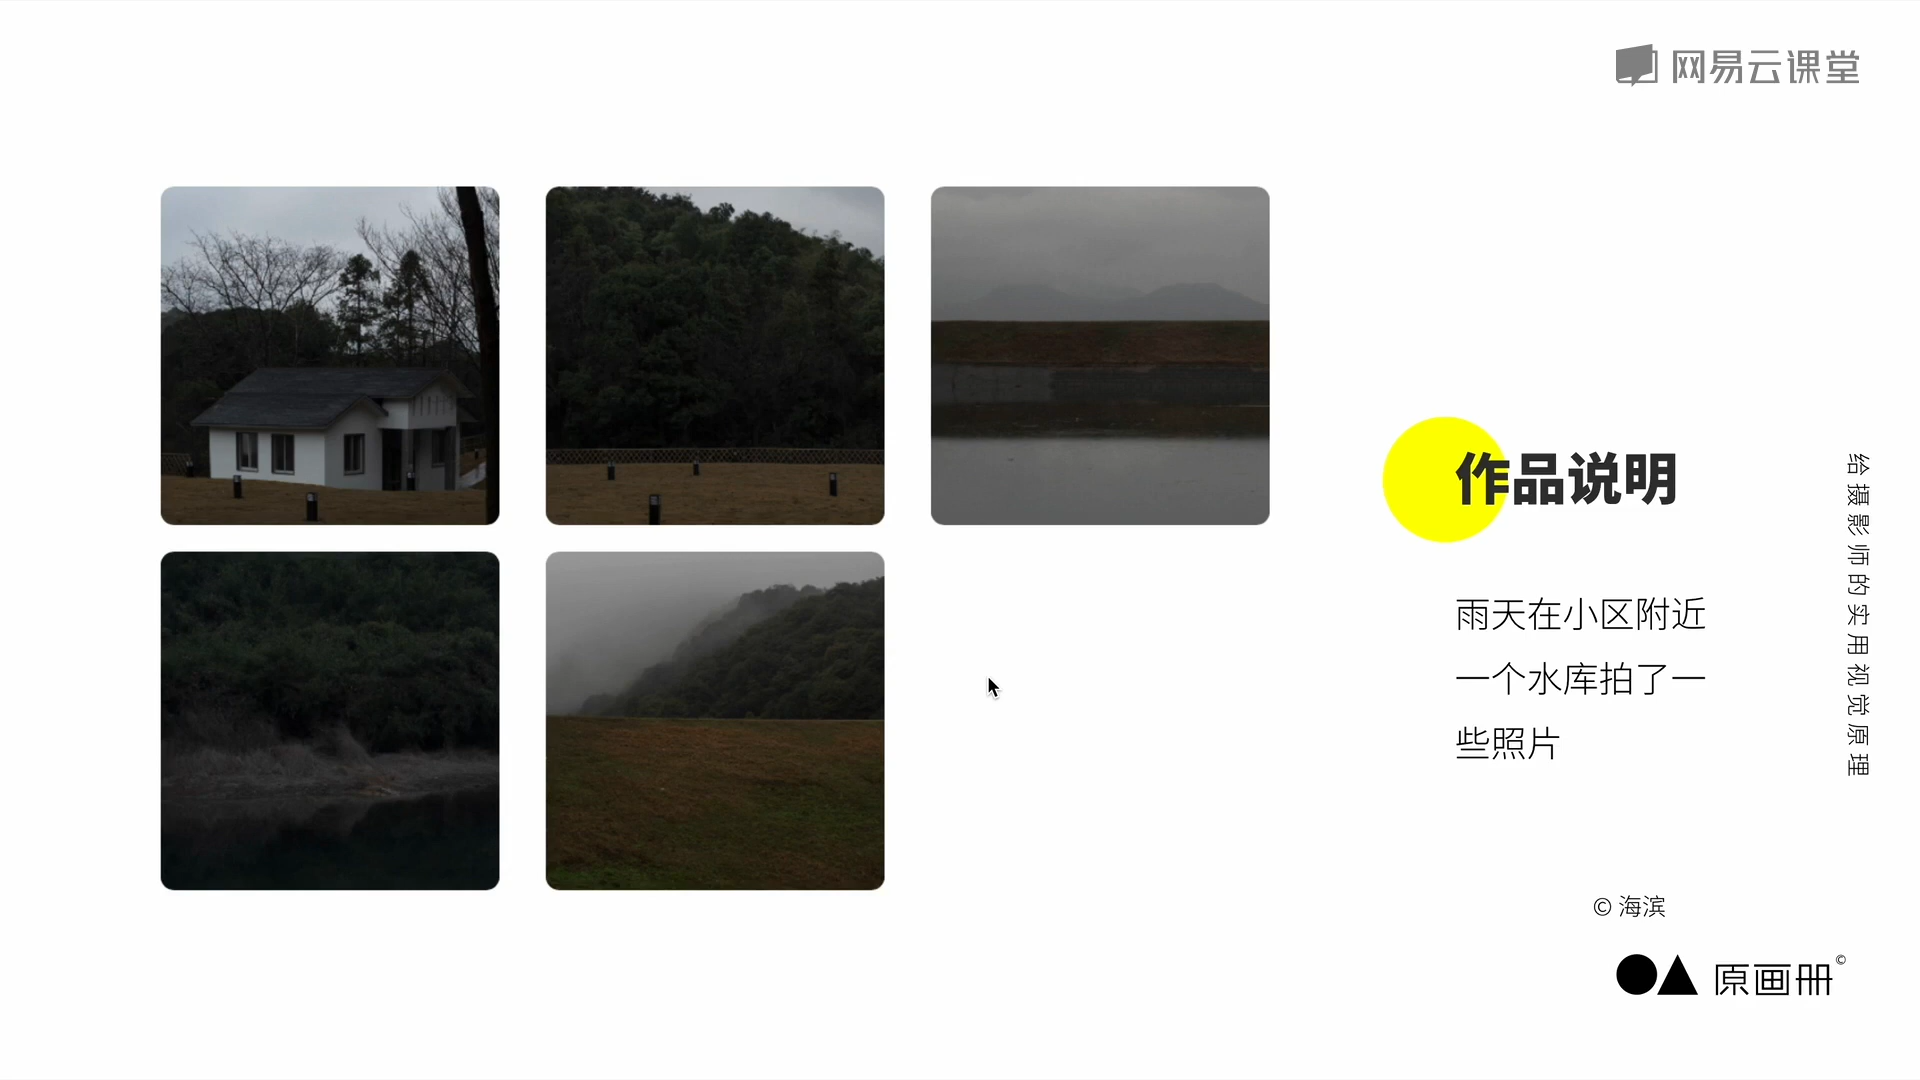 网易云课堂
作品说明
雨天在小区附近
一个水库拍了一
些照片
给摄影师的实用视觉原理
© 海滨
原画册©